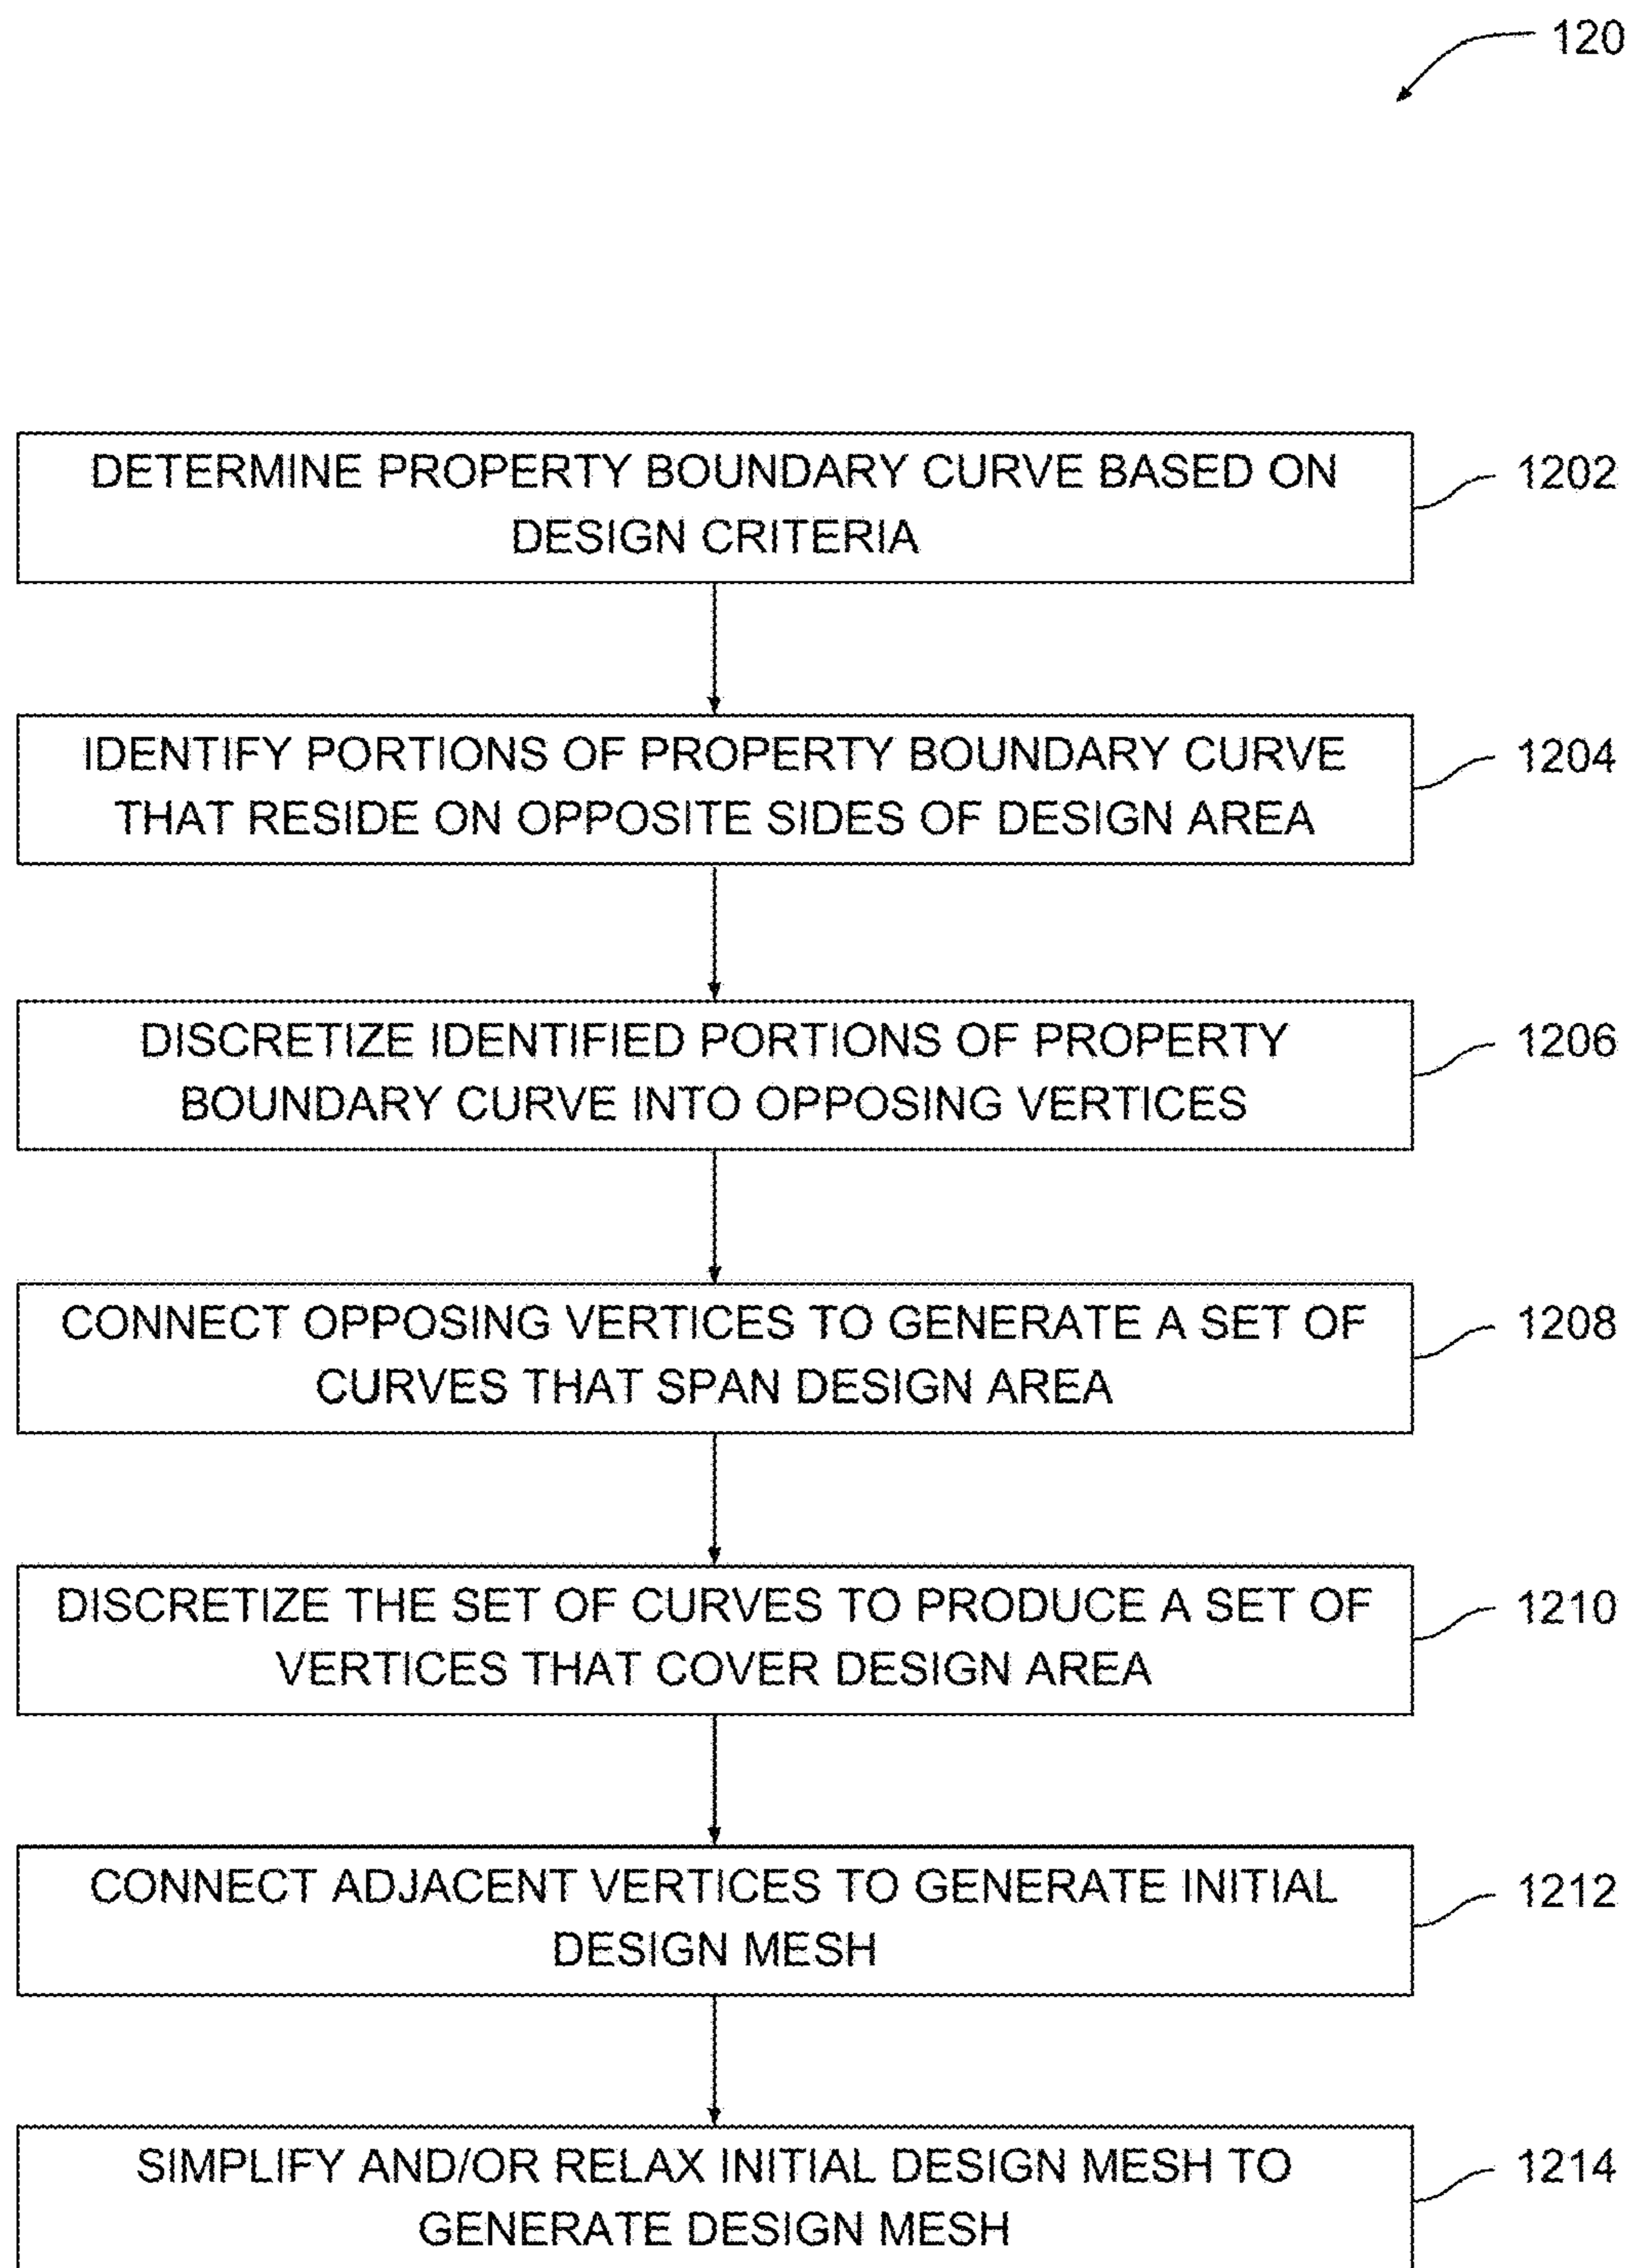 120
DETERMINE PROPERTY BOUNDARY CURVE BASED ON
DESIGN CRITERIA
1202
IDENTIFY PORTIONS OF PROPERTY BOUNDARY CURVE
THAT RESIDE ON OPPOSITE SIDES OF DESIGN AREA
1204
DISCRETIZE IDENTIFIED PORTIONS OF PROPERTY
BOUNDARY CURVE INTO OPPOSING VERTICES
1206
CONNECT OPPOSING VERTICES TO GENERATE A SET OF
CURVES THAT SPAN DESIGN AREA
1208
DISCRETIZE THE SET OF CURVES TO PRODUCE A SET OF
VERTICES THAT COVER DESIGN AREA
1210
CONNECT ADJACENT VERTICES TO GENERATE INITIAL
DESIGN MESH
1212
SIMPLIFY AND/OR RELAX INITIAL DESIGN MESH TO
GENERATE DESIGN MESH
1214